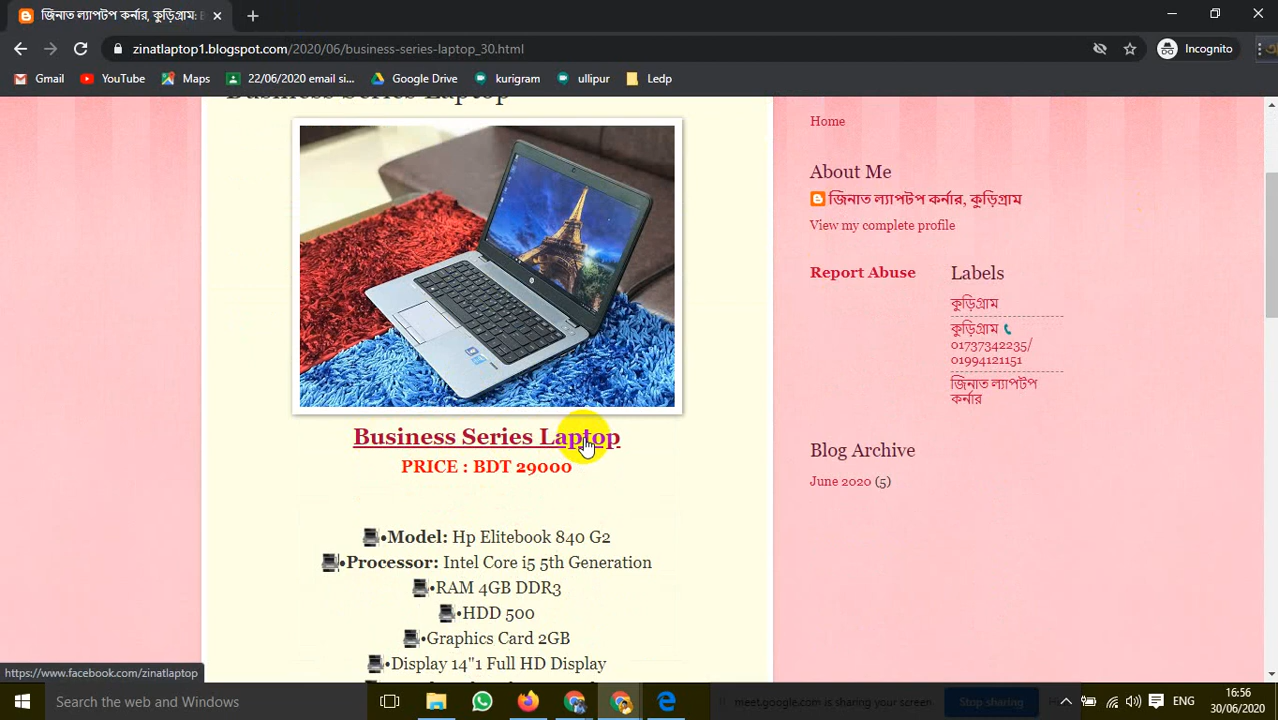 জিনাত ল্যাপটপ কর্নার, কুড়িগ্রাম: B
zinatlaptop1.blogspot.com/2020/06/business-series-laptop_30.html
Incognito
Gmail
YouTube
Maps
22/06/2020 email si...
Google Drive
kurigram
ullipur
Ledp
Business Series Laptop
Business Series Laptop
PRICE : BDT 29000
•Model: Hp Elitebook 840 G2
•Processor: Intel Core i5 5th Generation
•RAM 4GB DDR3
•HDD 500
•Graphics Card 2GB
•Display 14"1 Full HD Display
Home
About Me
জিনাত ল্যাপটপ কর্নার, কুড়িগ্রাম
View my complete profile
Report Abuse
Labels
কুড়িগ্রাম
কুড়িগ্রাম
01737342235/
01994121151
জিনাত ল্যাপটপ
কর্নার
Blog Archive
June 2020 (5)
https://www.facebook.com/zinatlaptop
Search the web and Windows
meet.google.com is sharing your screen
Stop sharing
ENG
16:56
30/06/2020